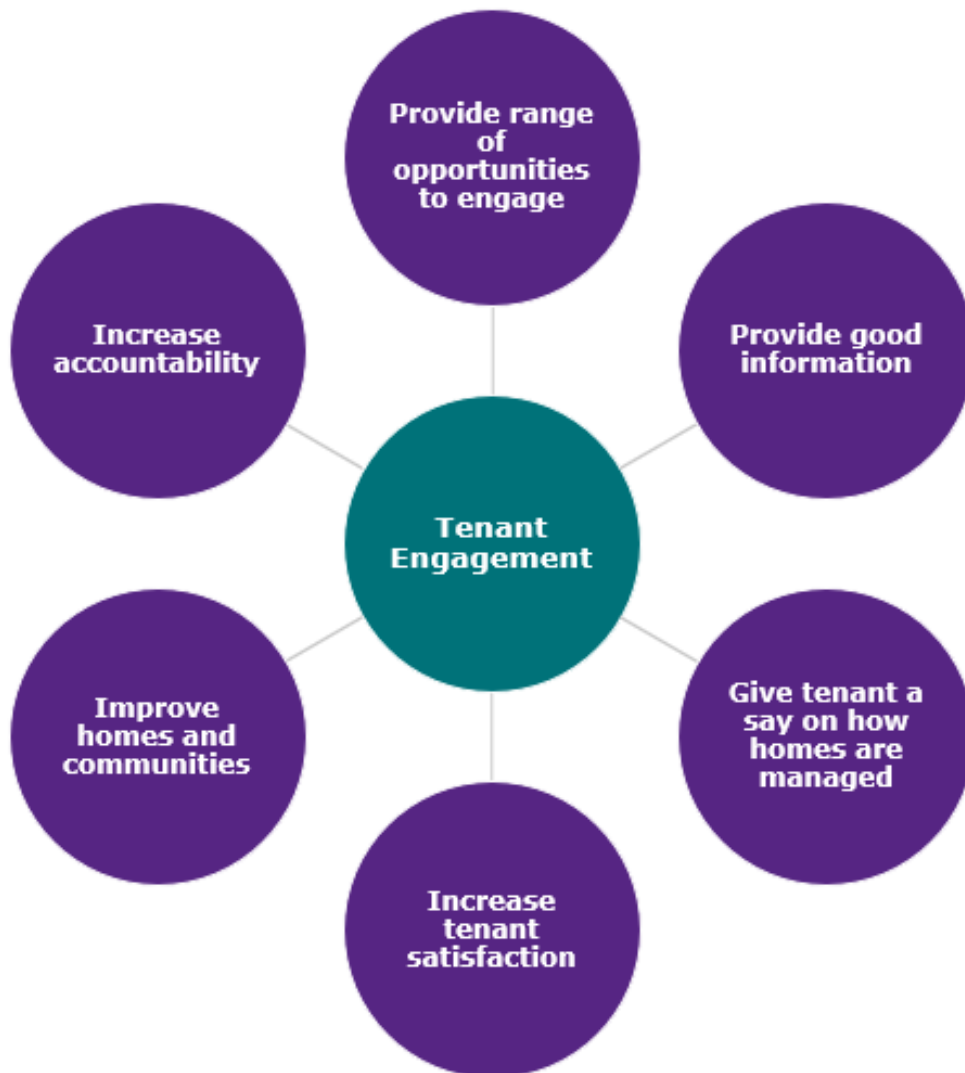 Provide range
of
opportunities
to engage
Provide good
information
Give tenant a
say on how
homes are
managed
Increase
tenant
satisfaction
Improve
homes and
communities
Increase
accountability
Tenant
Engagement